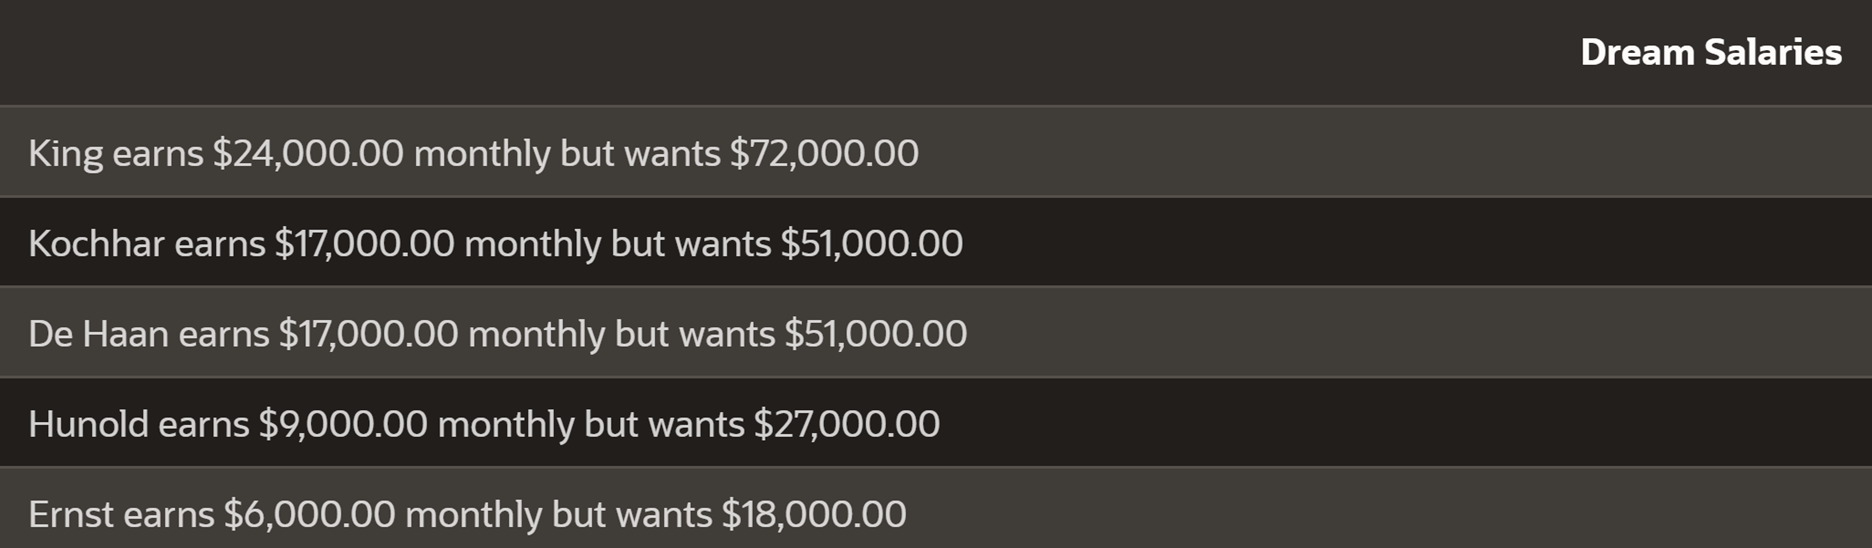 Dream Salaries
King earns $24,000.00 monthly but wants $72,000.00
Kochhar earns $17,000.00 monthly but wants $51,000.00
De Haan earns $17,000.00 monthly but wants $51,000.00
Hunold earns $9,000.00 monthly but wants $27,000.00
Ernst earns $6,000.00 monthly but wants $18,000.00